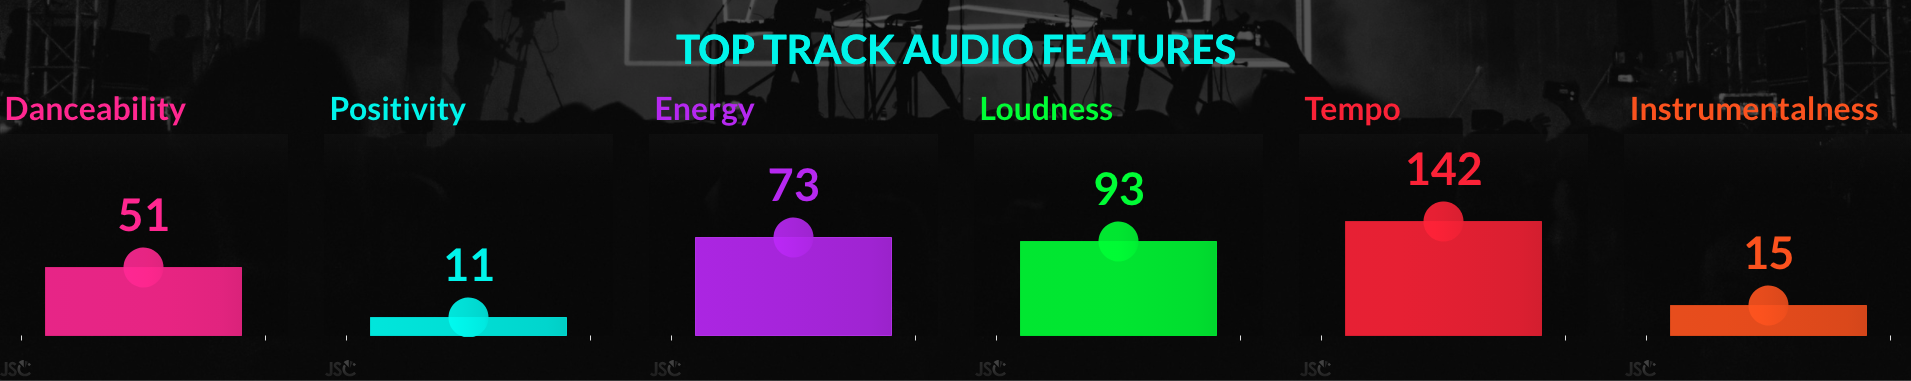 TOP TRACK AUDIO FEATURES
Danceability Positivity Energy Loudness Tempo Instrumentalness
51 11 73 93 142 15
JSC JSC JSC JSC JSC JSC